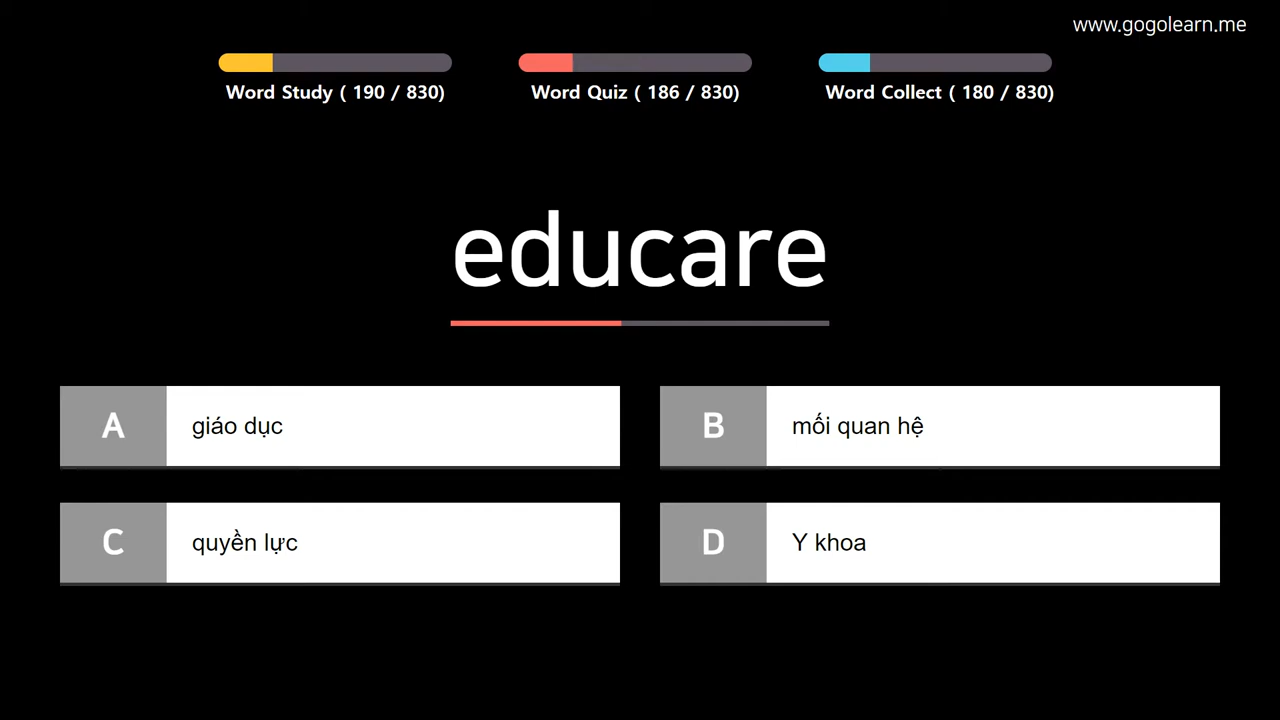 www.gogolearn.me
Word Study ( 190 / 830)
Word Quiz ( 186 / 830)
Word Collect ( 180 / 830)
educare
A giáo dục
B mối quan hệ
C quyền lực
D Y khoa